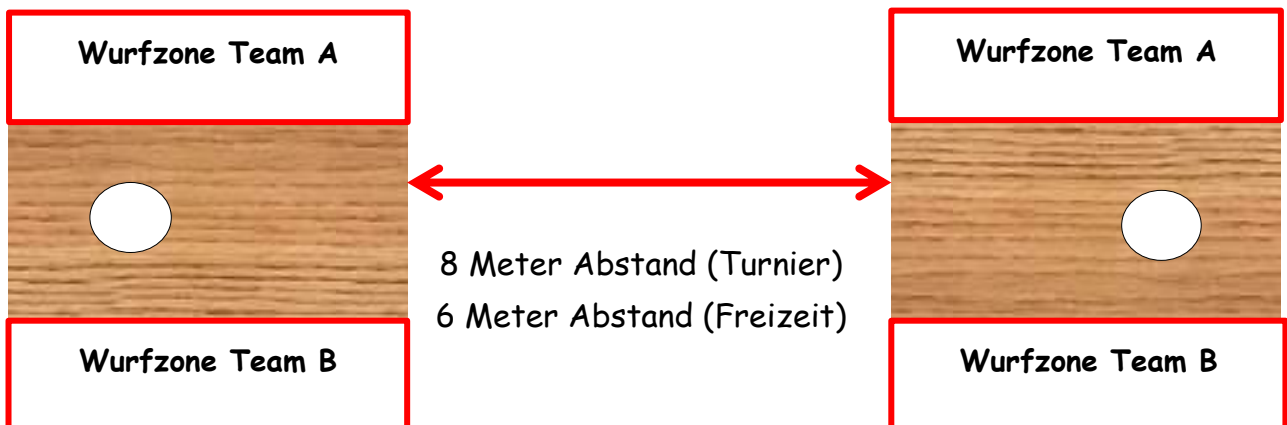 Wurfzone Team A
Wurfzone Team A
8 Meter Abstand (Turnier)
6 Meter Abstand (Freizeit)
Wurfzone Team B
Wurfzone Team B